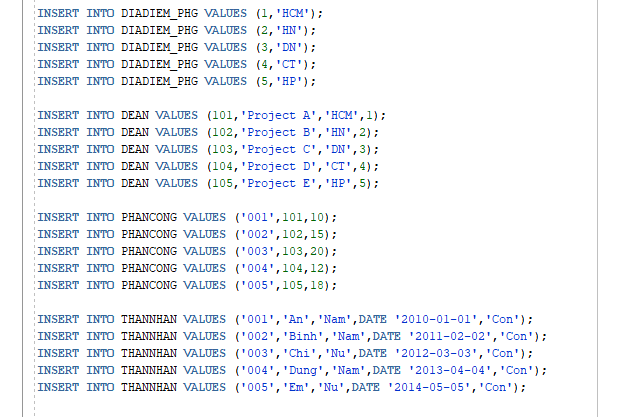 INSERT INTO DIADIEM_PHG VALUES (1,'HCM');
INSERT INTO DIADIEM_PHG VALUES (2,'HN');
INSERT INTO DIADIEM_PHG VALUES (3,'DN');
INSERT INTO DIADIEM_PHG VALUES (4,'CT');
INSERT INTO DIADIEM_PHG VALUES (5,'HP');
INSERT INTO DEAN VALUES (101,'Project A','HCM',1);
INSERT INTO DEAN VALUES (102,'Project B','HN',2);
INSERT INTO DEAN VALUES (103,'Project C','DN',3);
INSERT INTO DEAN VALUES (104,'Project D','CT',4);
INSERT INTO DEAN VALUES (105,'Project E','HP',5);
INSERT INTO PHANCONG VALUES ('001',101,10);
INSERT INTO PHANCONG VALUES ('002',102,15);
INSERT INTO PHANCONG VALUES ('003',103,20);
INSERT INTO PHANCONG VALUES ('004',104,12);
INSERT INTO PHANCONG VALUES ('005',105,18);
INSERT INTO THANNHAN VALUES ('001','An','Nam',DATE '2010-01-01','Con');
INSERT INTO THANNHAN VALUES ('002','Binh','Nam',DATE '2011-02-02','Con');
INSERT INTO THANNHAN VALUES ('003','Chi','Nu',DATE '2012-03-03','Con');
INSERT INTO THANNHAN VALUES ('004','Dung','Nam',DATE '2013-04-04','Con');
INSERT INTO THANNHAN VALUES ('005','Em','Nu',DATE '2014-05-05','Con');